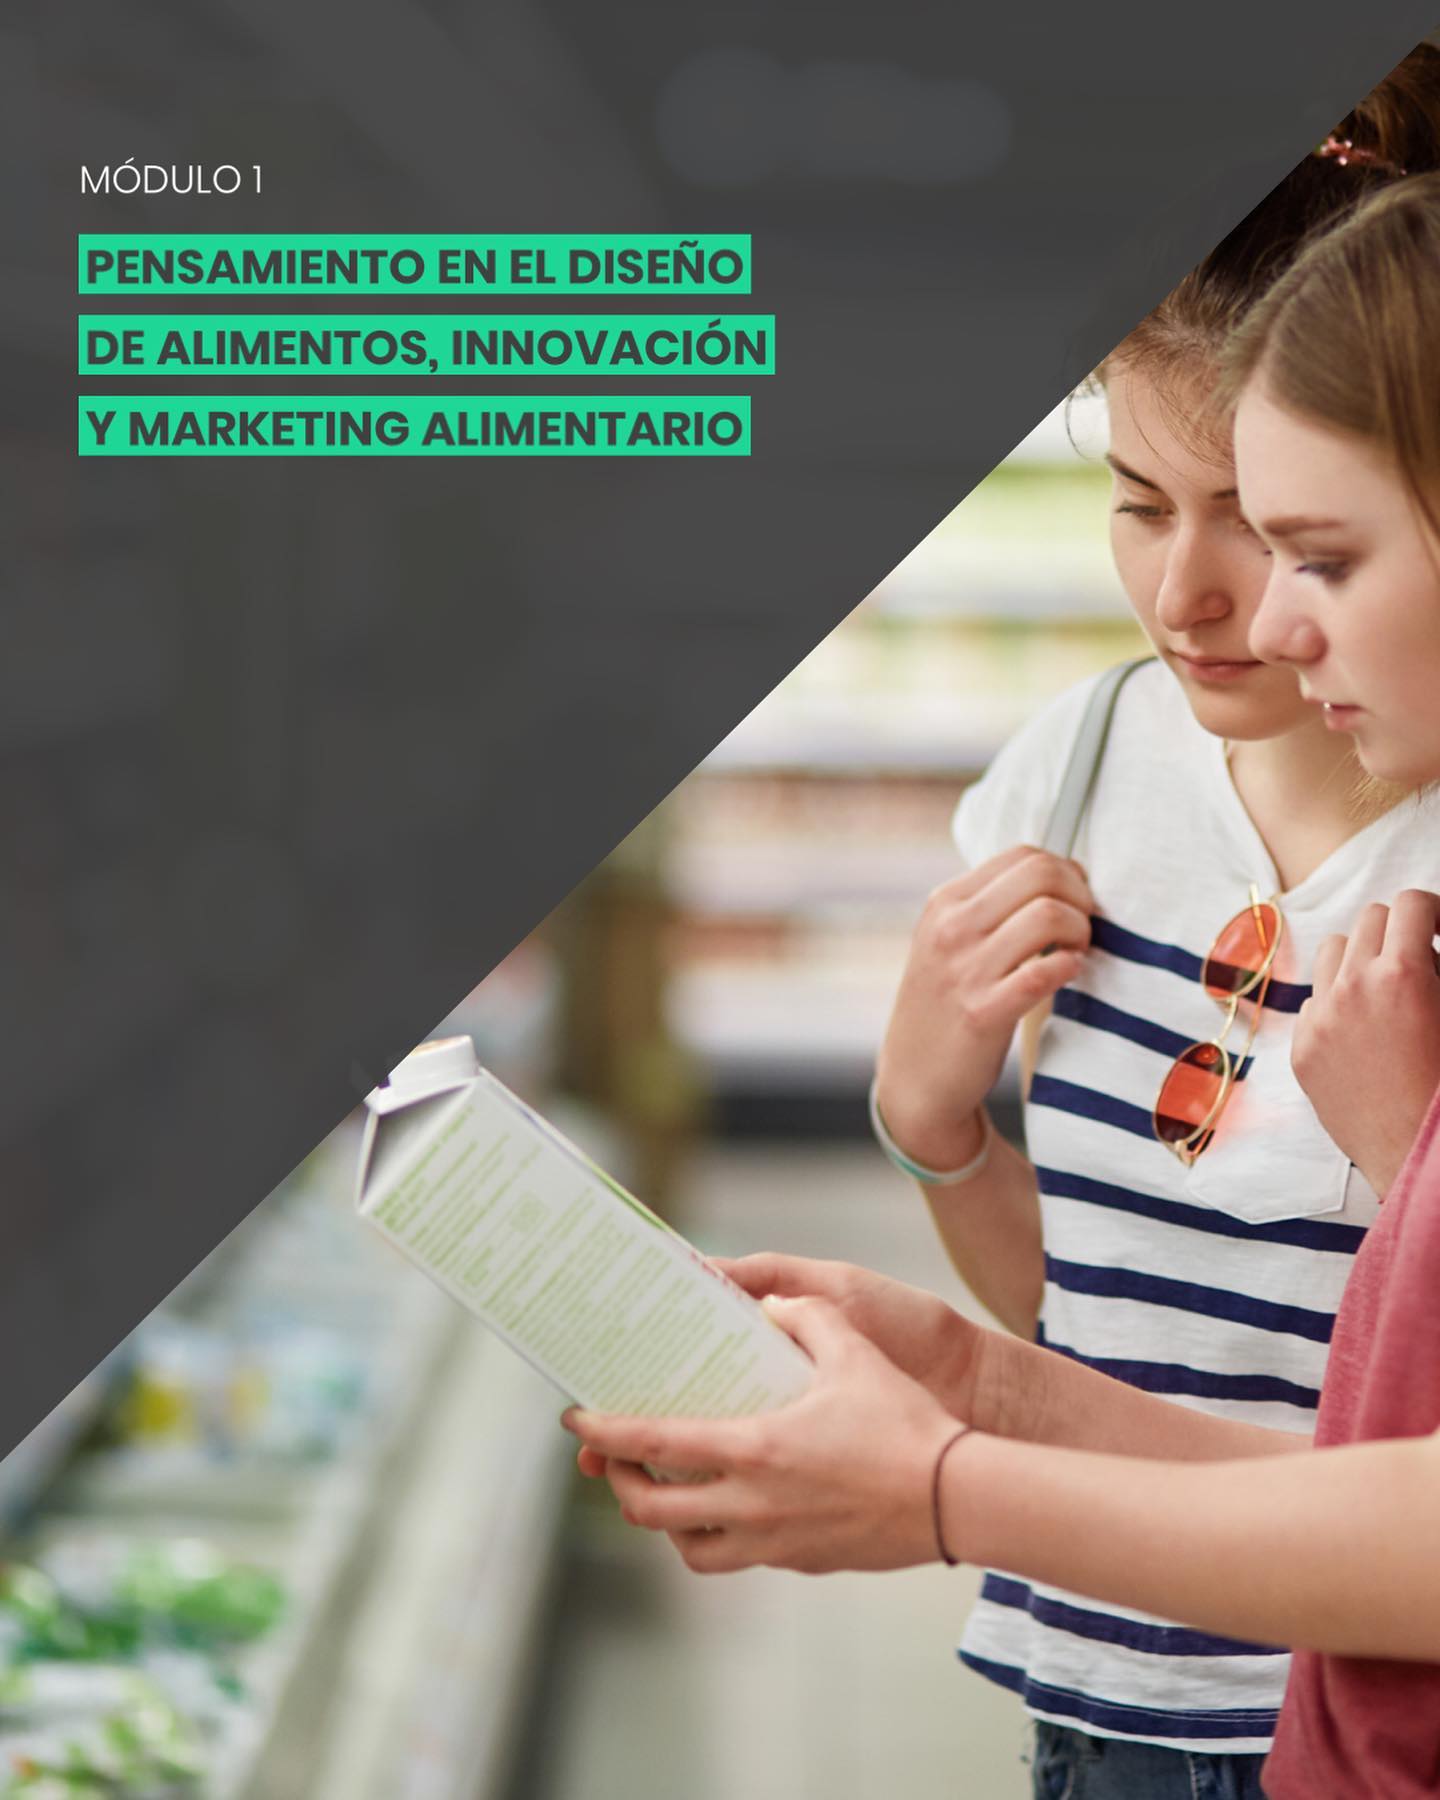 MÓDULO 1
PENSAMIENTO EN EL DISEÑO
DE ALIMENTOS, INNOVACIÓN
Y MARKETING ALIMENTARIO